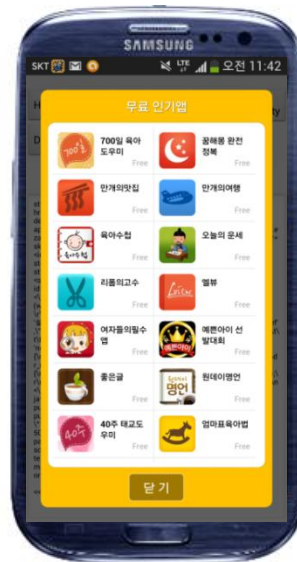 SAMSUNG
SKT
LTE
오전 11:42
무료 인기앱
700일 육아
도우미
Free
꿈해몽 완전
정복
Free
만개의맛집
Free
만개의여행
Free
육아수첩
Free
오늘의 운세
Free
리폼의고수
Free
엘뷰
Free
여자들의필수
앱
Free
예쁜아이 선
발대회
Free
좋은글
Free
명언
원데이명언
Free
40주 태교도
우미
Free
엄마표육아법
Free
닫 기